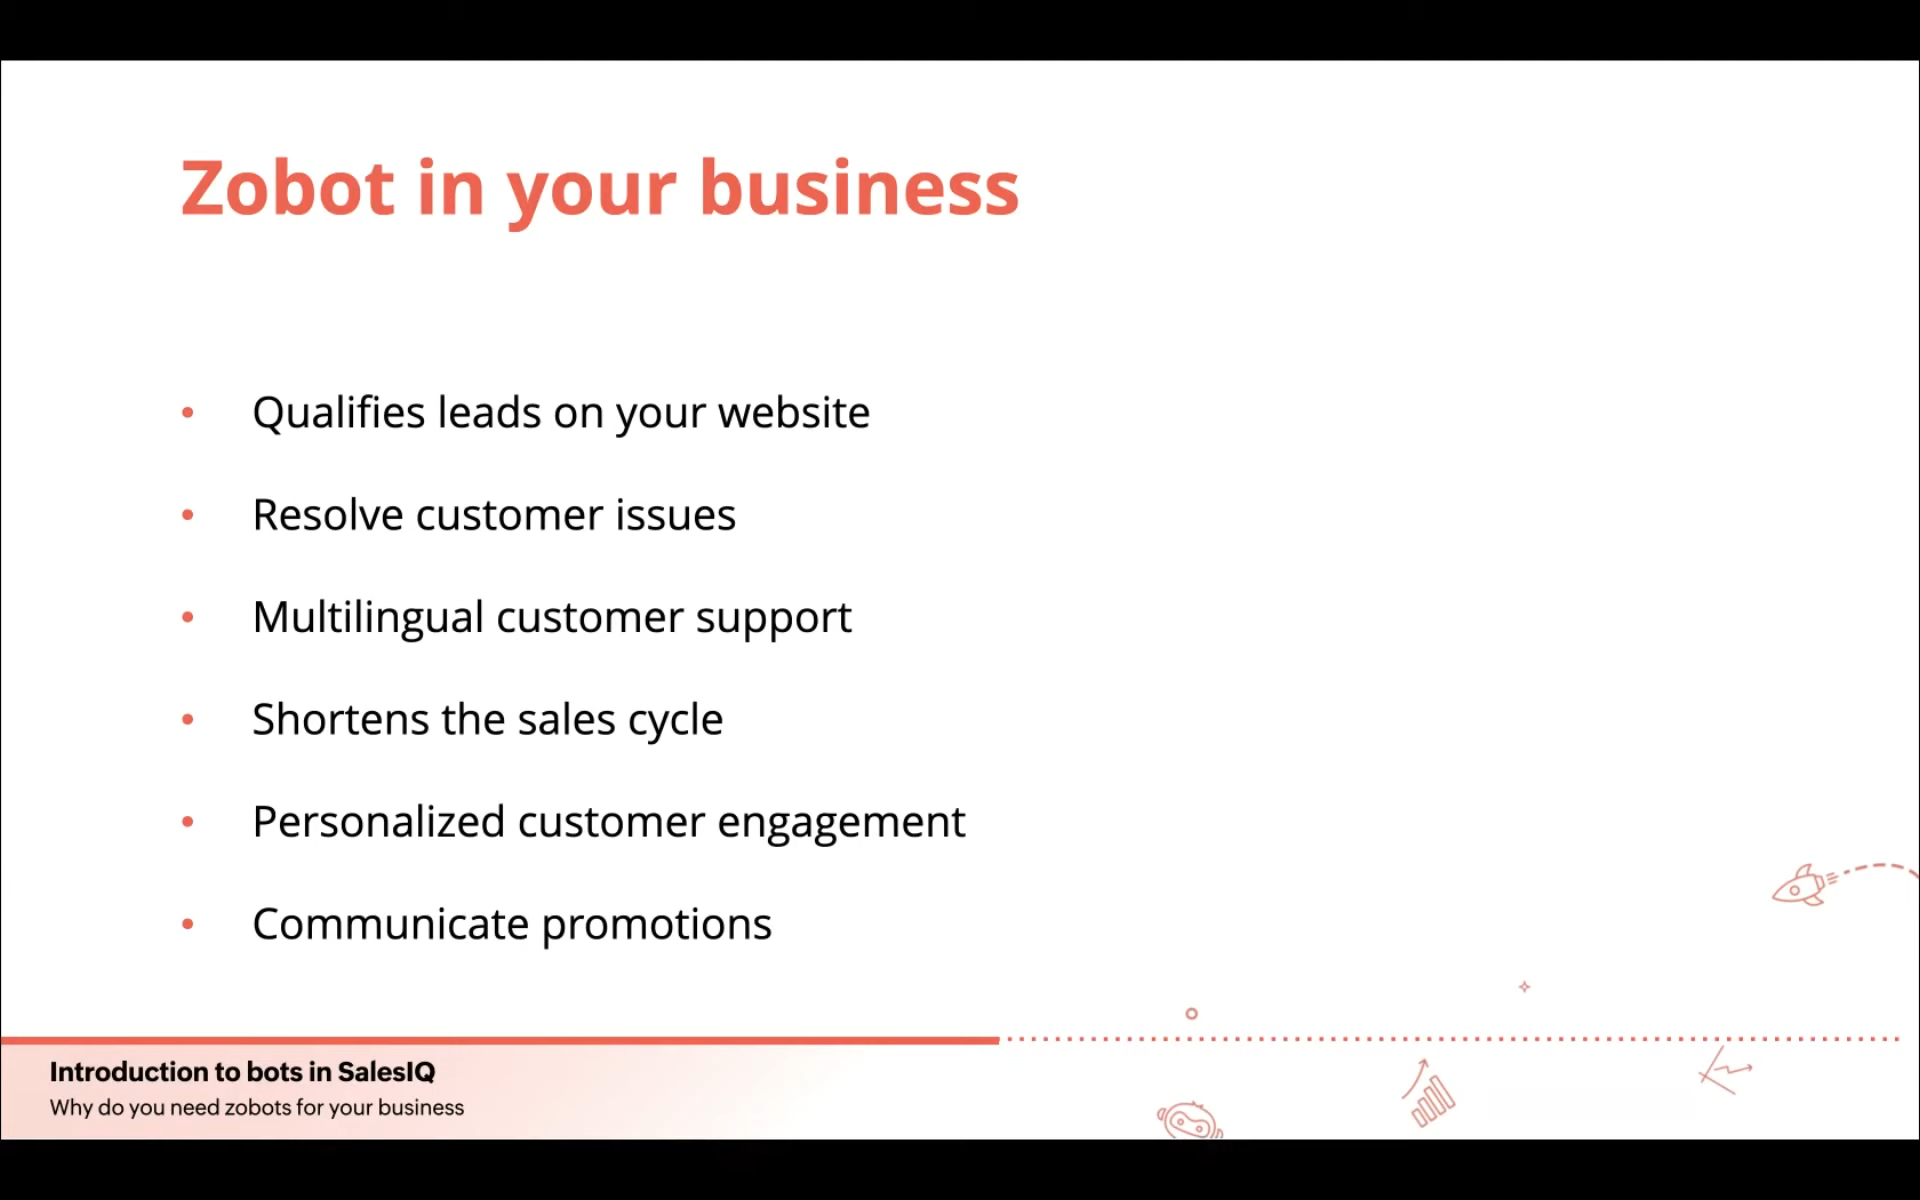 Zobot in your business
• Qualifies leads on your website
• Resolve customer issues
• Multilingual customer support
• Shortens the sales cycle
• Personalized customer engagement
• Communicate promotions
Introduction to bots in SalesIQ
Why do you need zobots for your business